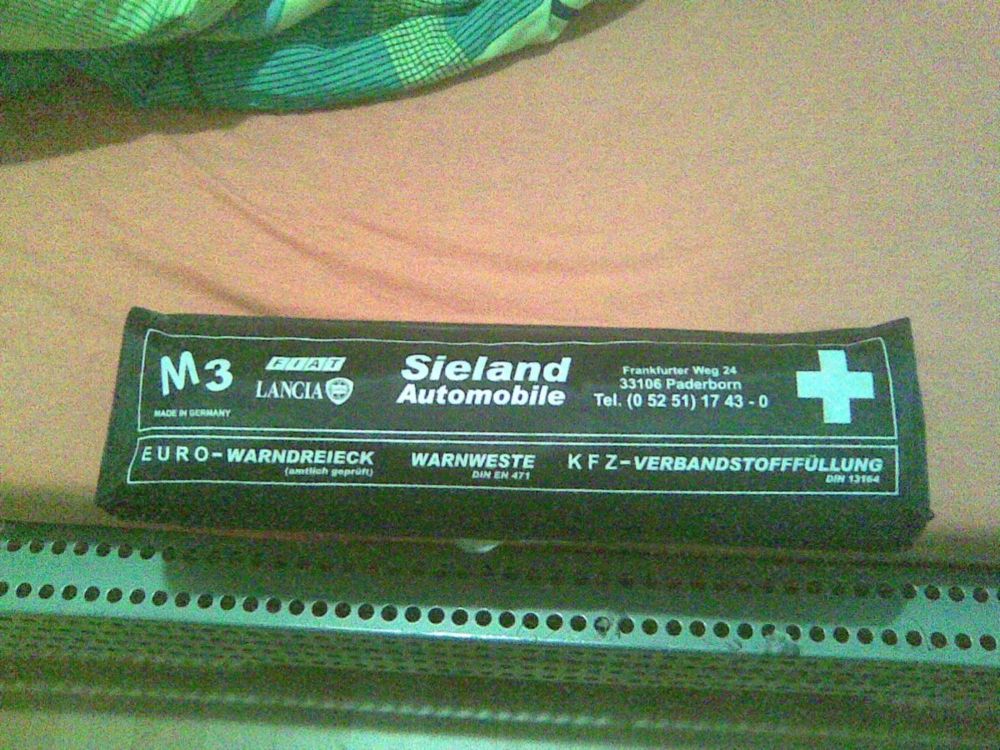 M3
MADE IN GERMANY
FIAT
LANCIA
Sieland
Automobile
Frankfurter Weg 24
33106 Paderborn
Tel. (0 52 51) 17 43 - 0
EURO-WARNDREIECK
(amtlich geprüft)
WARNWESTE
DIN EN 471
KFZ-VERBANDSTOFFFÜLLUNG
DIN 13164